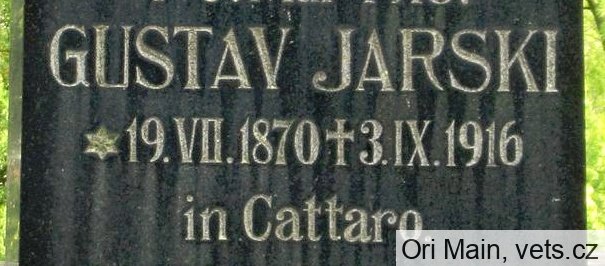 GUSTAV JARSKI
✶ 19.VII.1870 ✝ 3.IX.1916
in Cattaro.
Ori Main, vets.cz